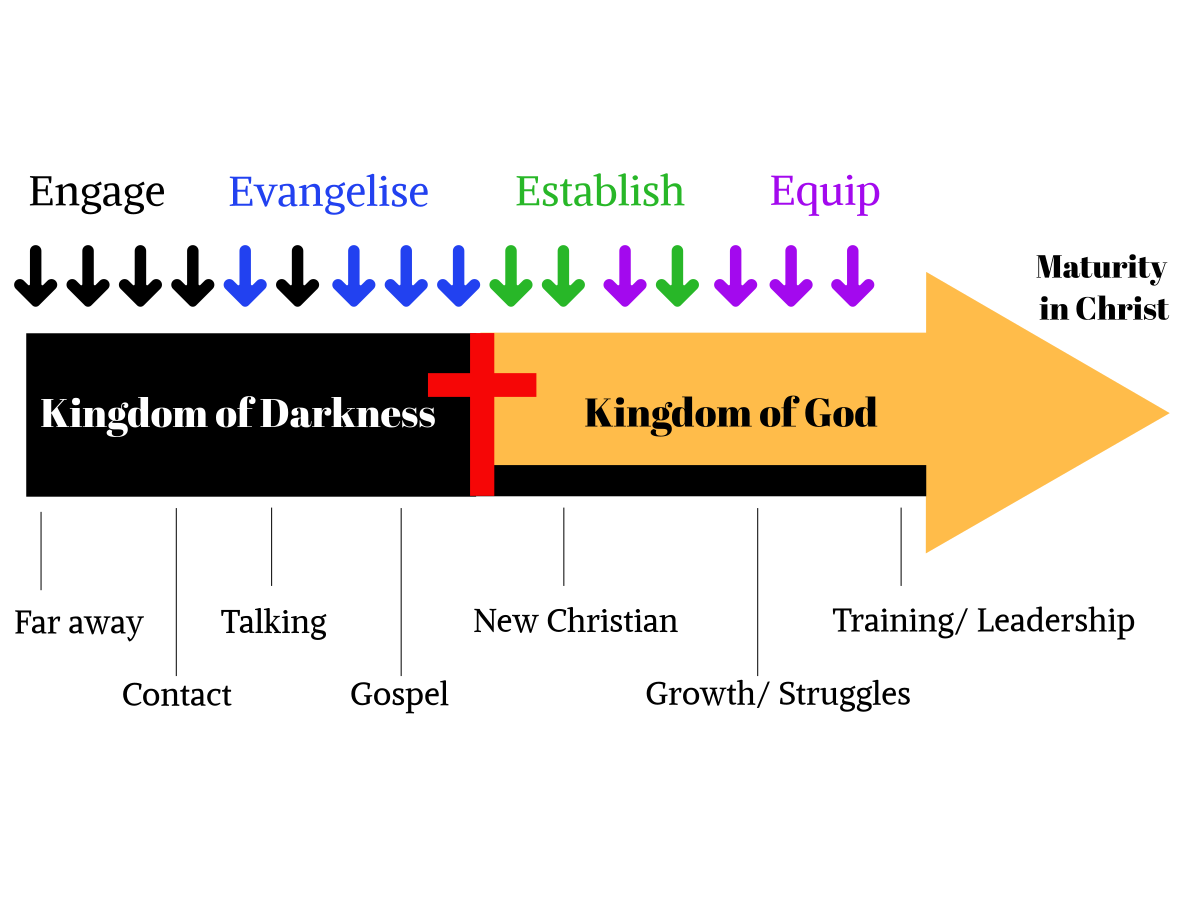 Engage Evangelise Establish Equip
Maturity
in Christ
Kingdom of Darkness Kingdom of God
Far away Talking New Christian Training/ Leadership
Contact Gospel Growth/ Struggles